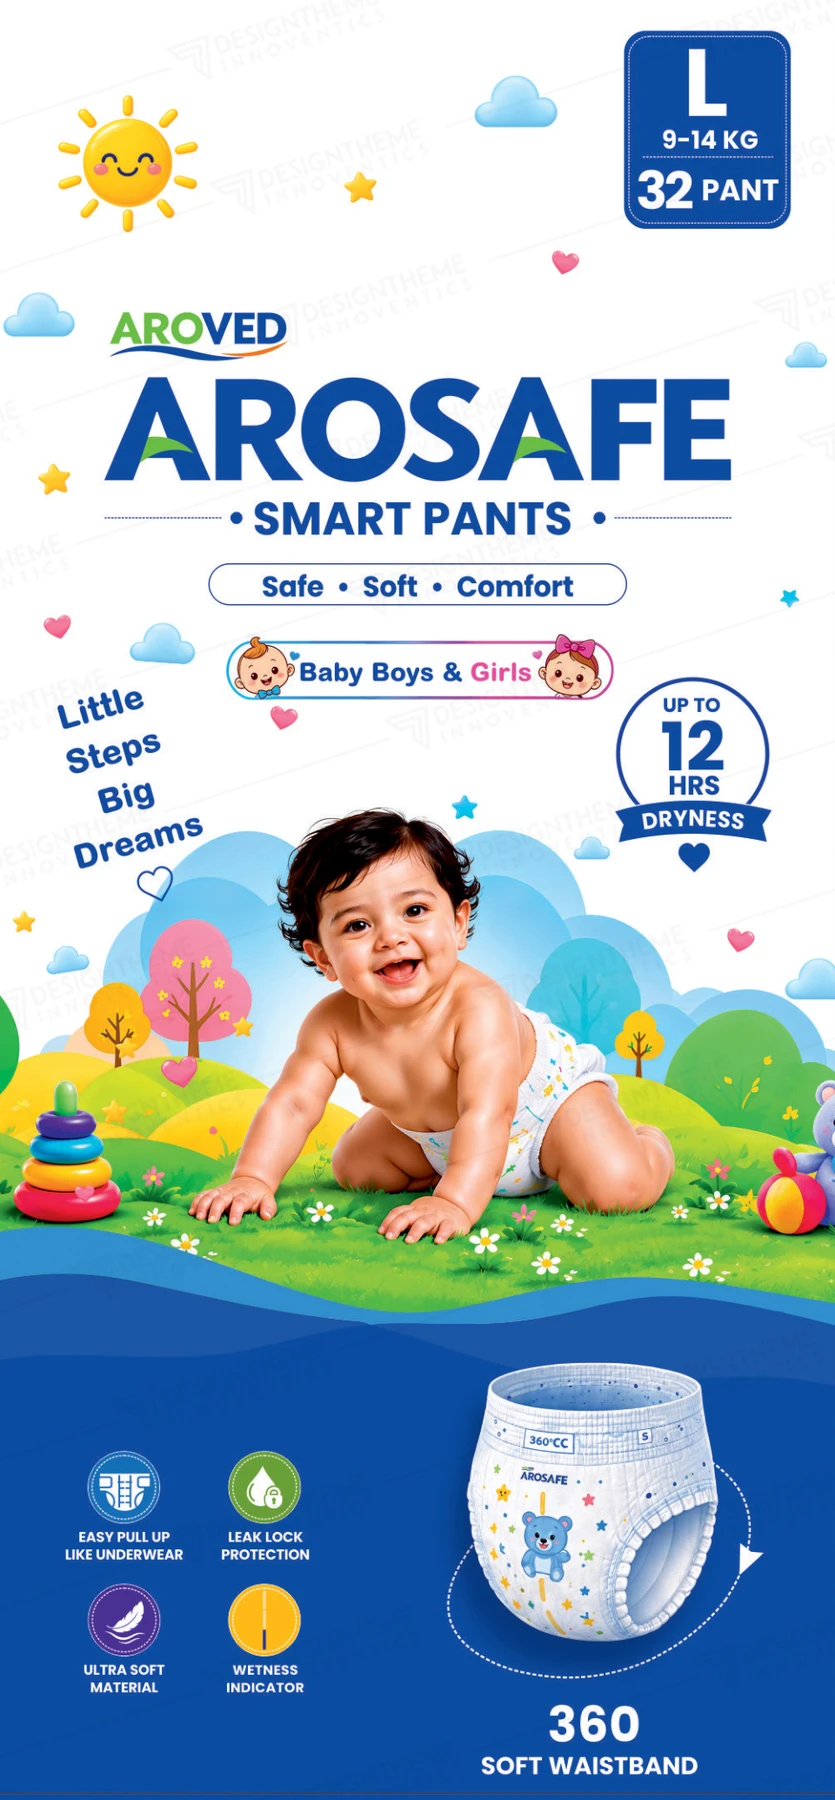 L
9-14 KG
32 PANT
AROVED
AROSAFE
• SMART PANTS •
Safe • Soft • Comfort
Baby Boys & Girls
Little
Steps
Big
Dreams
UP TO
12
HRS
DRYNESS
360°CC
S
AROSAFE
EASY PULL UP
LIKE UNDERWEAR
LEAK LOCK
PROTECTION
ULTRA SOFT
MATERIAL
WETNESS
INDICATOR
360
SOFT WAISTBAND
DESIGNTHEME
INNOVENTICS